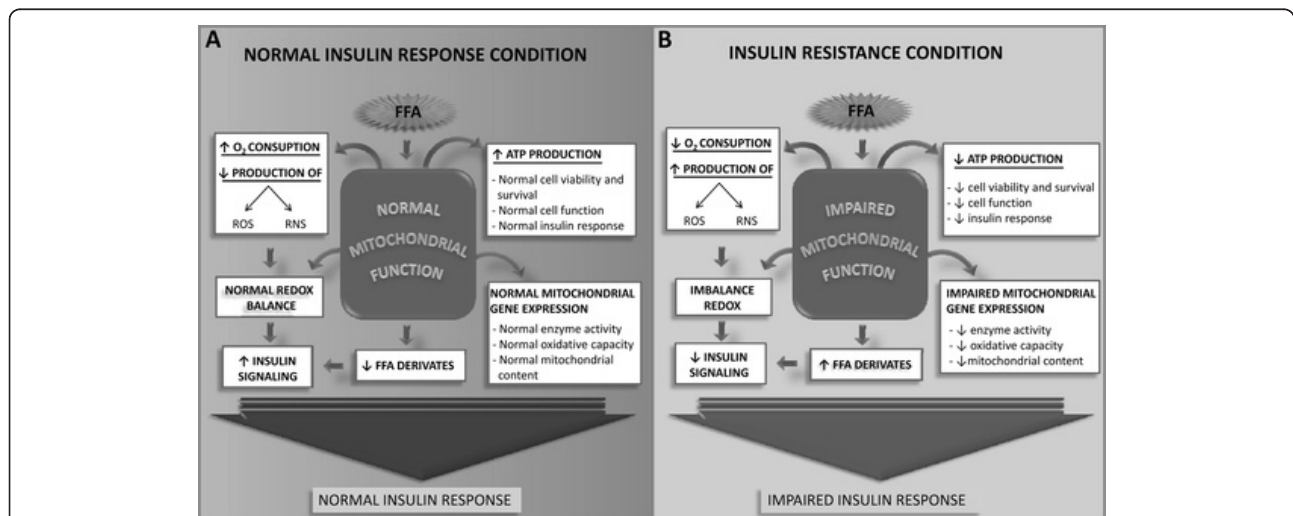 A
NORMAL INSULIN RESPONSE CONDITION
FFA
↑ O₂ CONSUPTION
↓ PRODUCTION OF
ROS RNS
↑ ATP PRODUCTION
- Normal cell viability and
survival
- Normal cell function
- Normal insulin response
NORMAL
MITOCHONDRIAL
FUNCTION
NORMAL REDOX
BALANCE
NORMAL MITOCHONDRIAL
GENE EXPRESSION
- Normal enzyme activity
- Normal oxidative capacity
- Normal mitochondrial
content
↑ INSULIN
SIGNALING
↓ FFA DERIVATES
NORMAL INSULIN RESPONSE
B
INSULIN RESISTANCE CONDITION
FFA
↓ O₂ CONSUPTION
↑ PRODUCTION OF
ROS RNS
↓ ATP PRODUCTION
- ↓ cell viability and survival
- ↓ cell function
- ↓ insulin response
IMPAIRED
MITOCHONDRIAL
FUNCTION
IMBALANCE
REDOX
IMPAIRED MITOCHONDRIAL
GENE EXPRESSION
- ↓ enzyme activity
- ↓ oxidative capacity
- ↓mitochondrial content
↓ INSULIN
SIGNALING
↑ FFA DERIVATES
IMPAIRED INSULIN RESPONSE